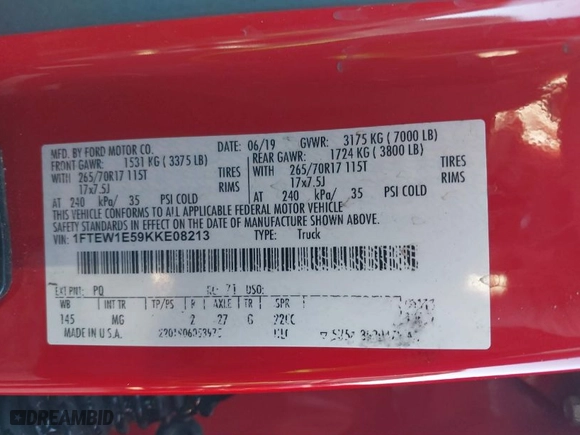 MFD. BY FORD MOTOR CO. DATE: 06/19 GVWR: 3175 KG ( 7000 LB)
FRONT GAWR: 1531 KG ( 3375 LB) REAR GAWR: 1724 KG ( 3800 LB)
WITH 265/70R17 115T TIRES WITH 265/70R17 115T TIRES
17x7.5J RIMS 17x7.5J RIMS
AT 240 kPa/ 35 PSI COLD AT 240 kPa/ 35 PSI COLD
THIS VEHICLE CONFORMS TO ALL APPLICABLE FEDERAL MOTOR VEHICLE
SAFETY STANDARDS IN EFFECT ON THE DATE OF MANUFACTURE SHOWN ABOVE.
VIN: 1FTEW1E59KKE08213 TYPE: Truck
EXT PNT: PQ DSO:
WB INT TR TP/PS R AXLE TR SPR
145 MG 2 27 6
MADE IN U.S.A.
DREAMBID